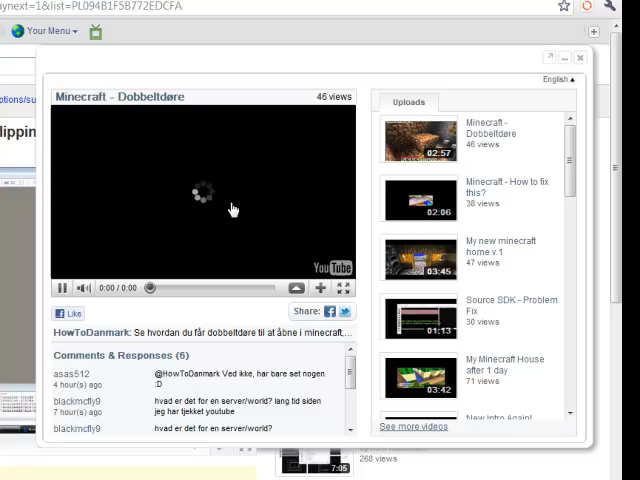 aynext=1&list=PL094B1F5B772EDCFA
Your Menu
English
ptions/su
lippin
Minecraft - Dobbeltdøre
46 views
YouTube
0:00 / 0:00
Like
Share:
HowToDanmark: Se hvordan du får dobbeltdøre til at åbne i minecraft,...
Comments & Responses (6)
asas512
4 hour(s) ago
@HowToDanmark Ved ikke, har bare set nogen.
:D
blackmcfly9
7 hour(s) ago
hvad er det for en server/world? lang tid siden
jeg har tjekket youtube
blackmcfly9
hvad er det for en server/world?
Uploads
02:57
Minecraft -
Dobbeltdøre
46 views
02:06
Minecraft - How to fix
this?
38 views
03:45
My new minecraft
home v.1
47 views
01:13
Source SDK - Problem
Fix
30 views
03:42
My Minecraft House
after 1 day
71 views
New Intro Again!
See more videos
7:05
268 views